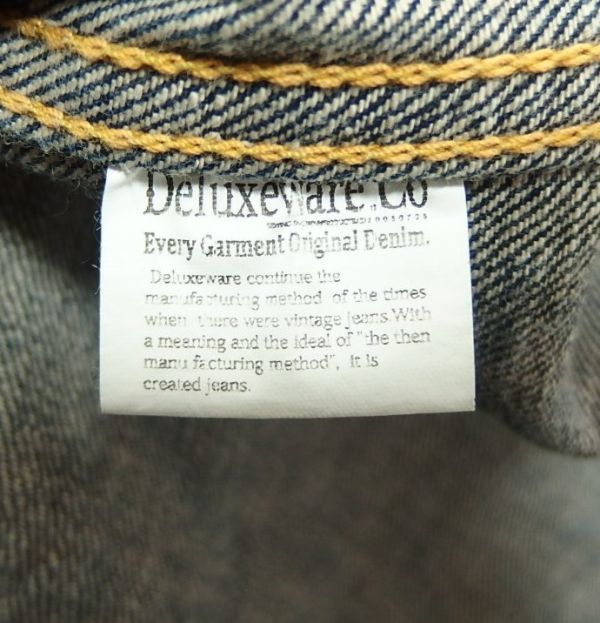 Deluxeware.Co
Every Garment Original Denim.
Deluxeware continue the
manufacturing method of the times
when there were vintage jeans.With
a meaning and the ideal of "the then
manu facturing method", it is
created jeans.